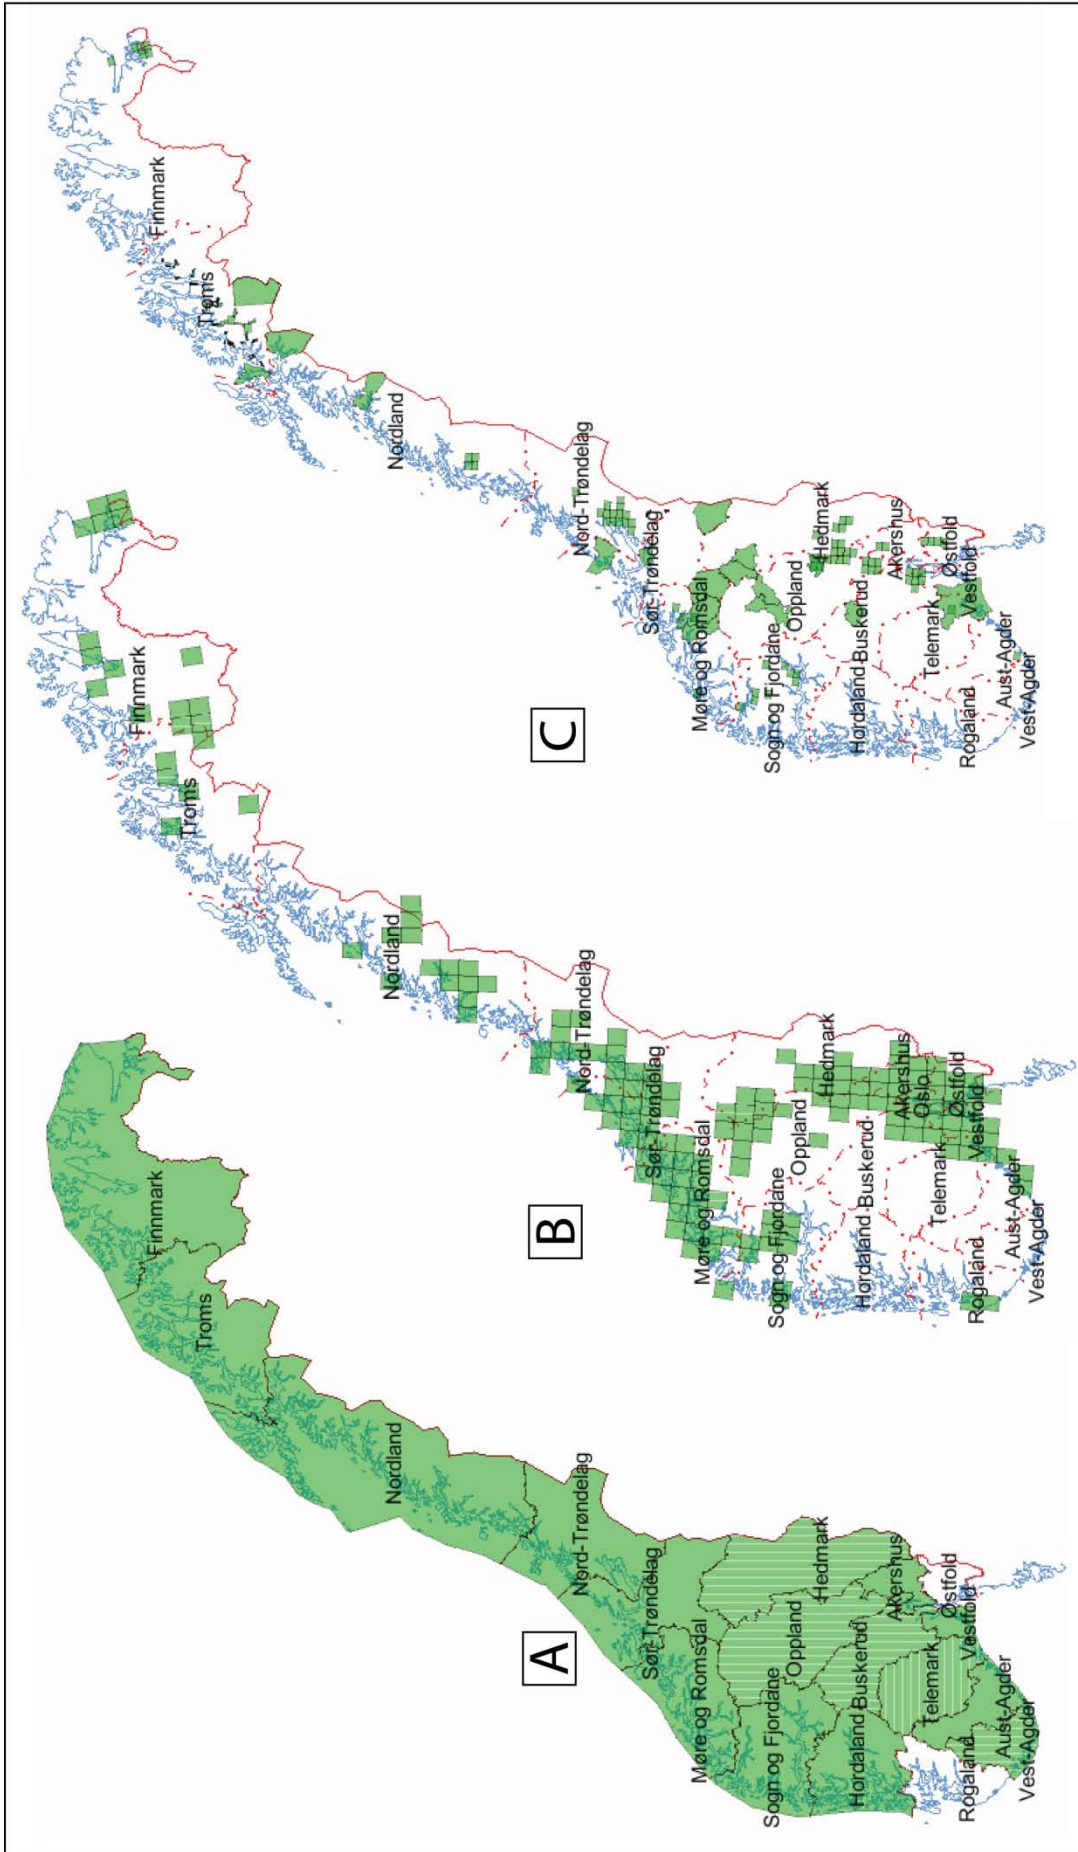 A
Finnmark
Troms
Nordland
Nord-Trøndelag
Sør-Trøndelag
Møre og Romsdal
Sogn og Fjordane
Oppland
Hedmark
Hordaland
Buskerud
Akershus
Telemark
Østfold
Vestfold
Rogaland
Aust-Agder
Vest-Agder
B
Finnmark
Troms
Nordland
Nord-Trøndelag
Sør-Trøndelag
Møre og Romsdal
Sogn og Fjordane
Oppland
Hedmark
Hordaland
Buskerud
Akershus
Oslo
Telemark
Østfold
Vestfold
Rogaland
Aust-Agder
Vest-Agder
C
Finnmark
Troms
Nordland
Nord-Trøndelag
Sør-Trøndelag
Møre og Romsdal
Sogn og Fjordane
Oppland
Hedmark
Hordaland
Buskerud
Akershus
Telemark
Østfold
Vestfold
Rogaland
Aust-Agder
Vest-Agder